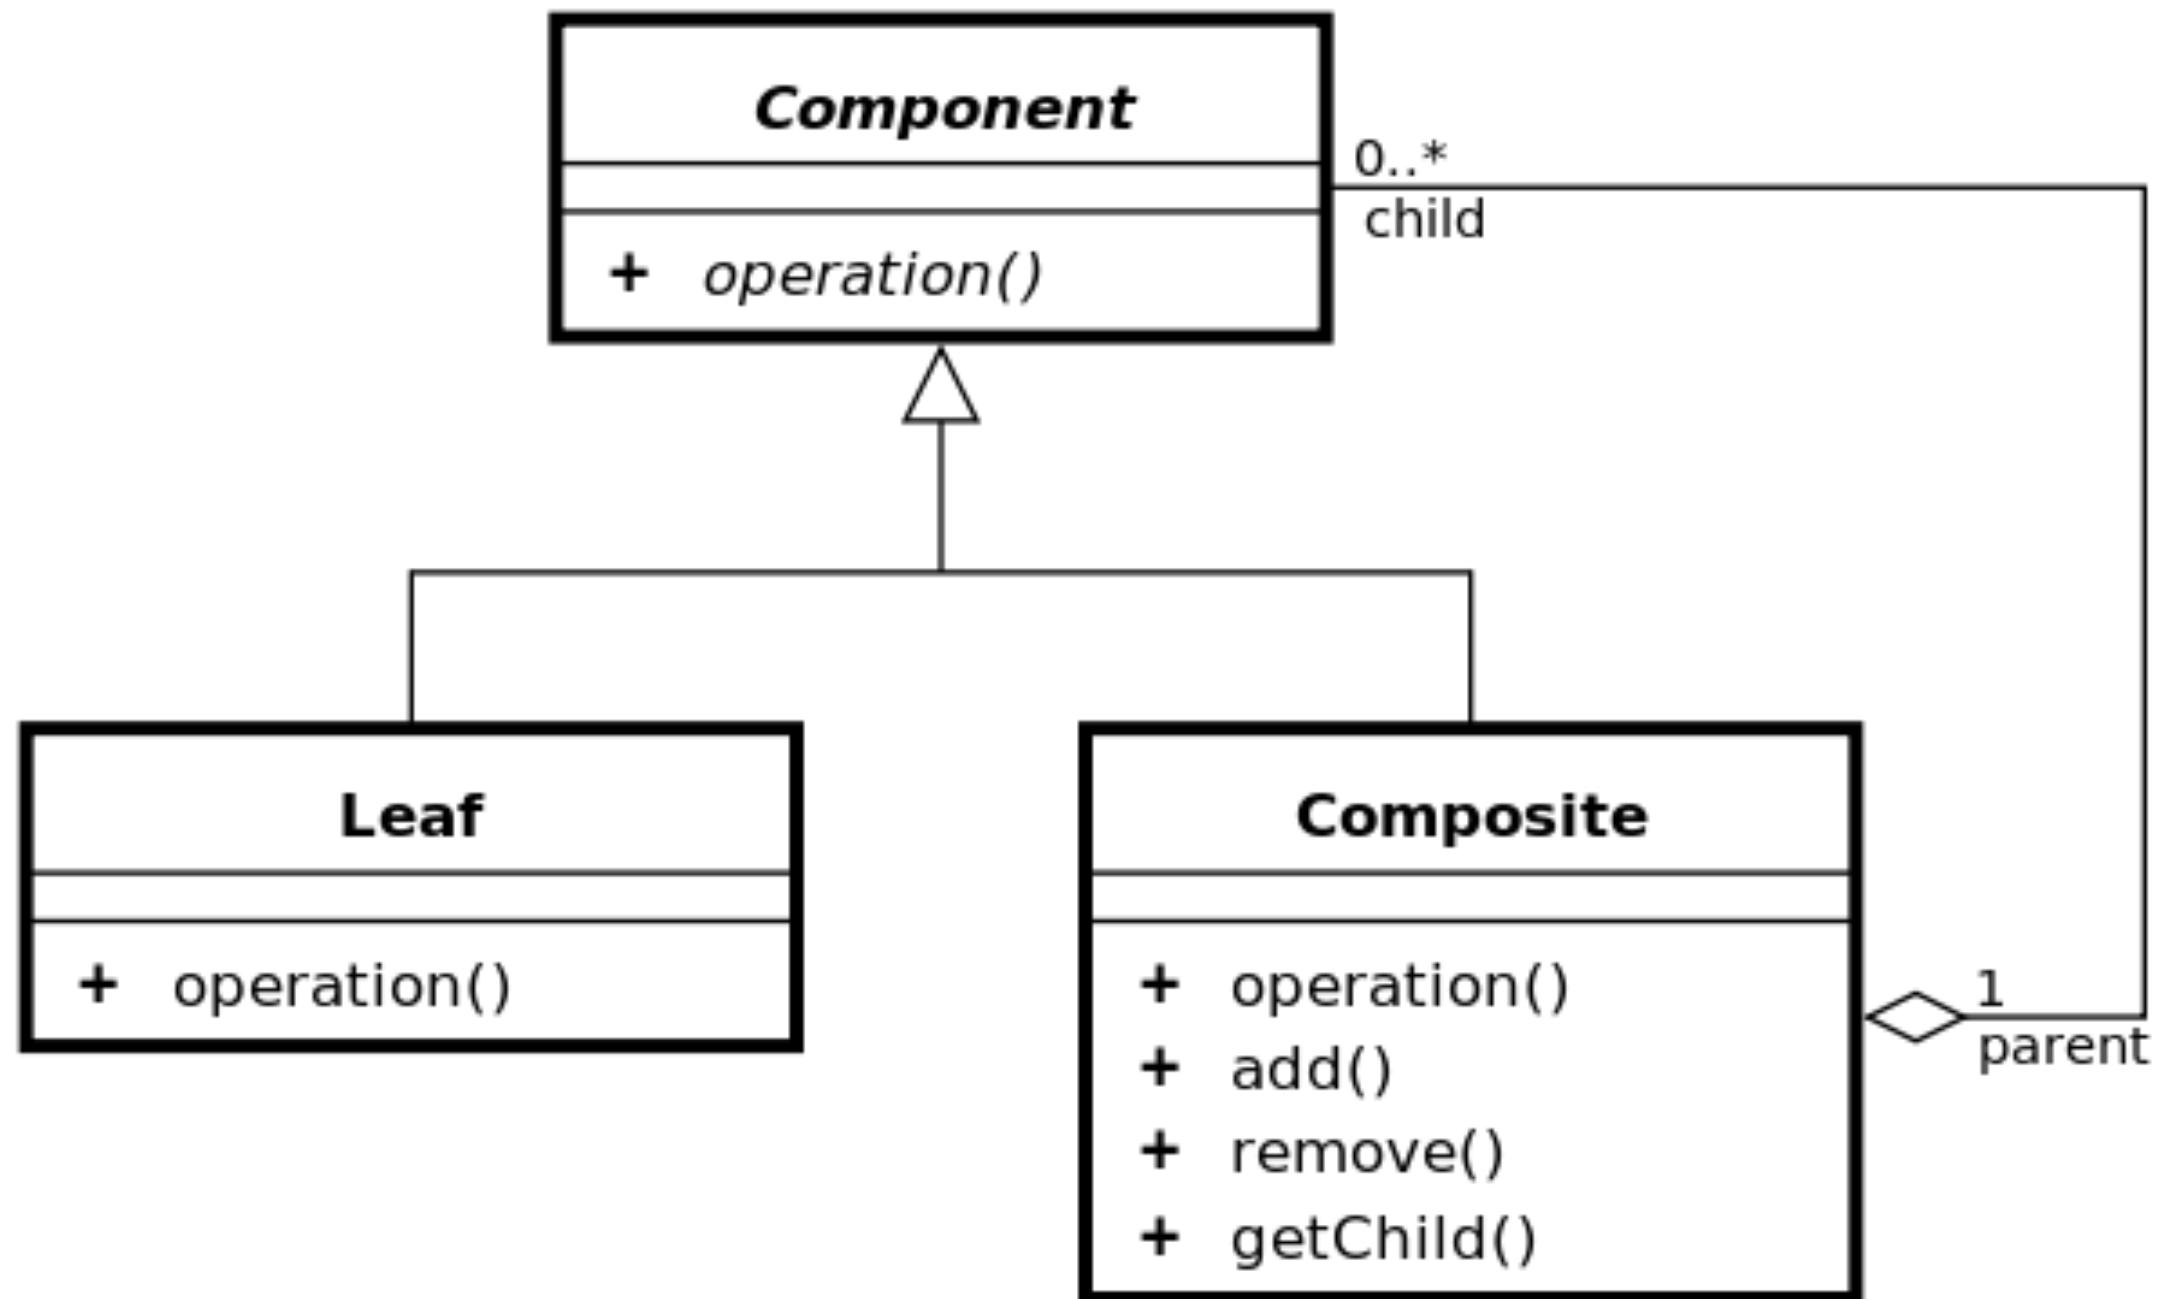 Component
0..*
child
+ operation()
Leaf
+ operation()
Composite
+ operation()
+ add()
+ remove()
+ getChild()
1
parent